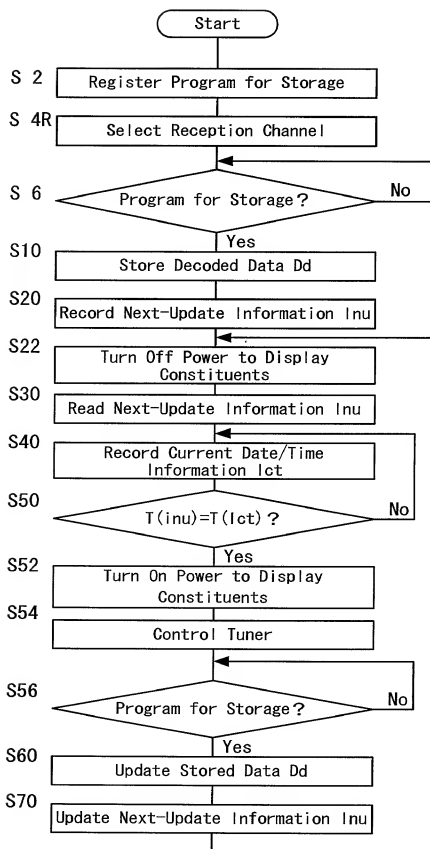 Start
S 2
Register Program for Storage
S 4R
Select Reception Channel
S 6
Program for Storage?
No
Yes
S10
Store Decoded Data Dd
S20
Record Next-Update Information Inu
S22
Turn Off Power to Display
Constituents
S30
Read Next-Update Information Inu
S40
Record Current Date/Time
Information Ict
S50
T(inu)=T(Ict)?
No
Yes
S52
Turn On Power to Display
Constituents
S54
Control Tuner
S56
Program for Storage?
No
Yes
S60
Update Stored Data Dd
S70
Update Next-Update Information Inu